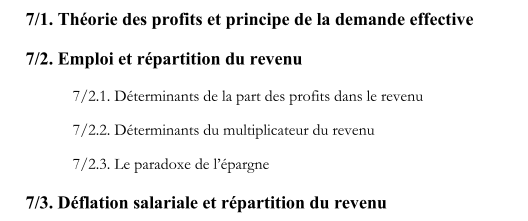 7/1. Théorie des profits et principe de la demande effective
7/2. Emploi et répartition du revenu
7/2.1. Déterminants de la part des profits dans le revenu
7/2.2. Déterminants du multiplicateur du revenu
7/2.3. Le paradoxe de l'épargne
7/3. Déflation salariale et répartition du revenu